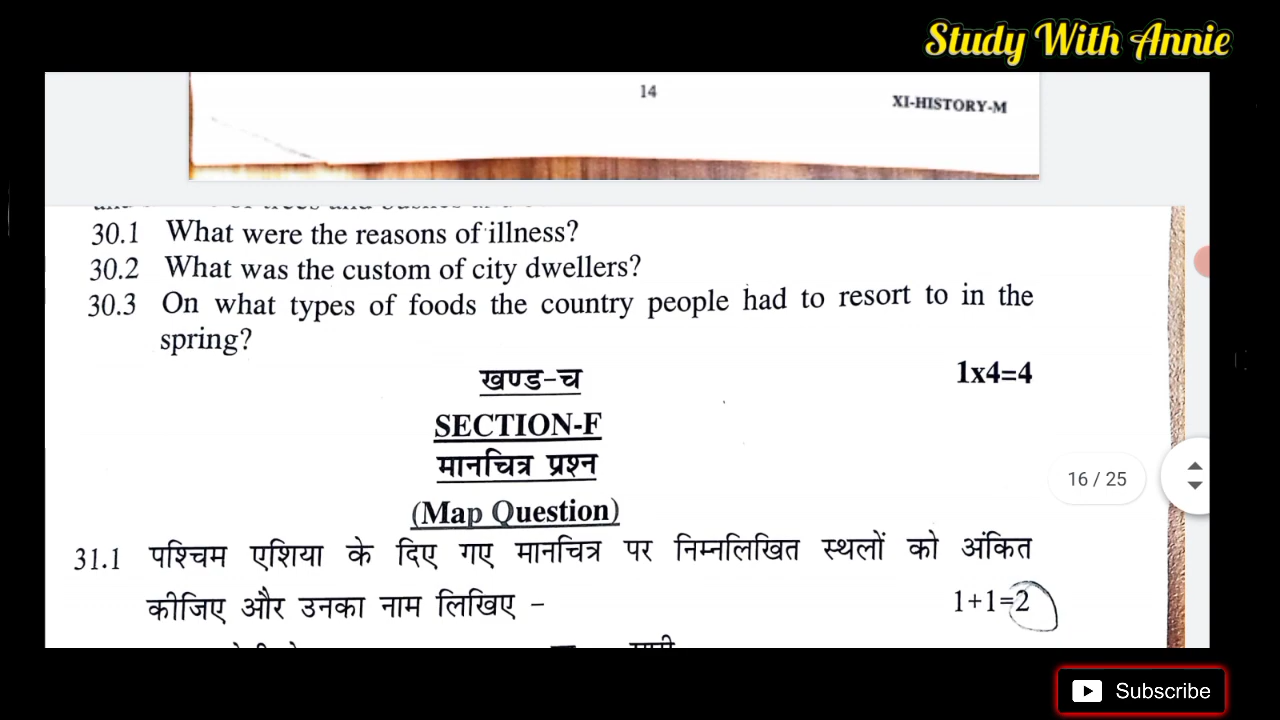 Study With Annie
14
XI-HISTORY-M
30.1 What were the reasons of illness?
30.2 What was the custom of city dwellers?
30.3 On what types of foods the country people had to resort to in the
spring?
खण्ड-च
1x4=4
SECTION-F
मानचित्र प्रश्न
(Map Question)
31.1 पश्चिम एशिया के दिए गए मानचित्र पर निम्नलिखित स्थलों को अंकित
कीजिए और उनका नाम लिखिए –
1+1=2
16 / 25
Subscribe